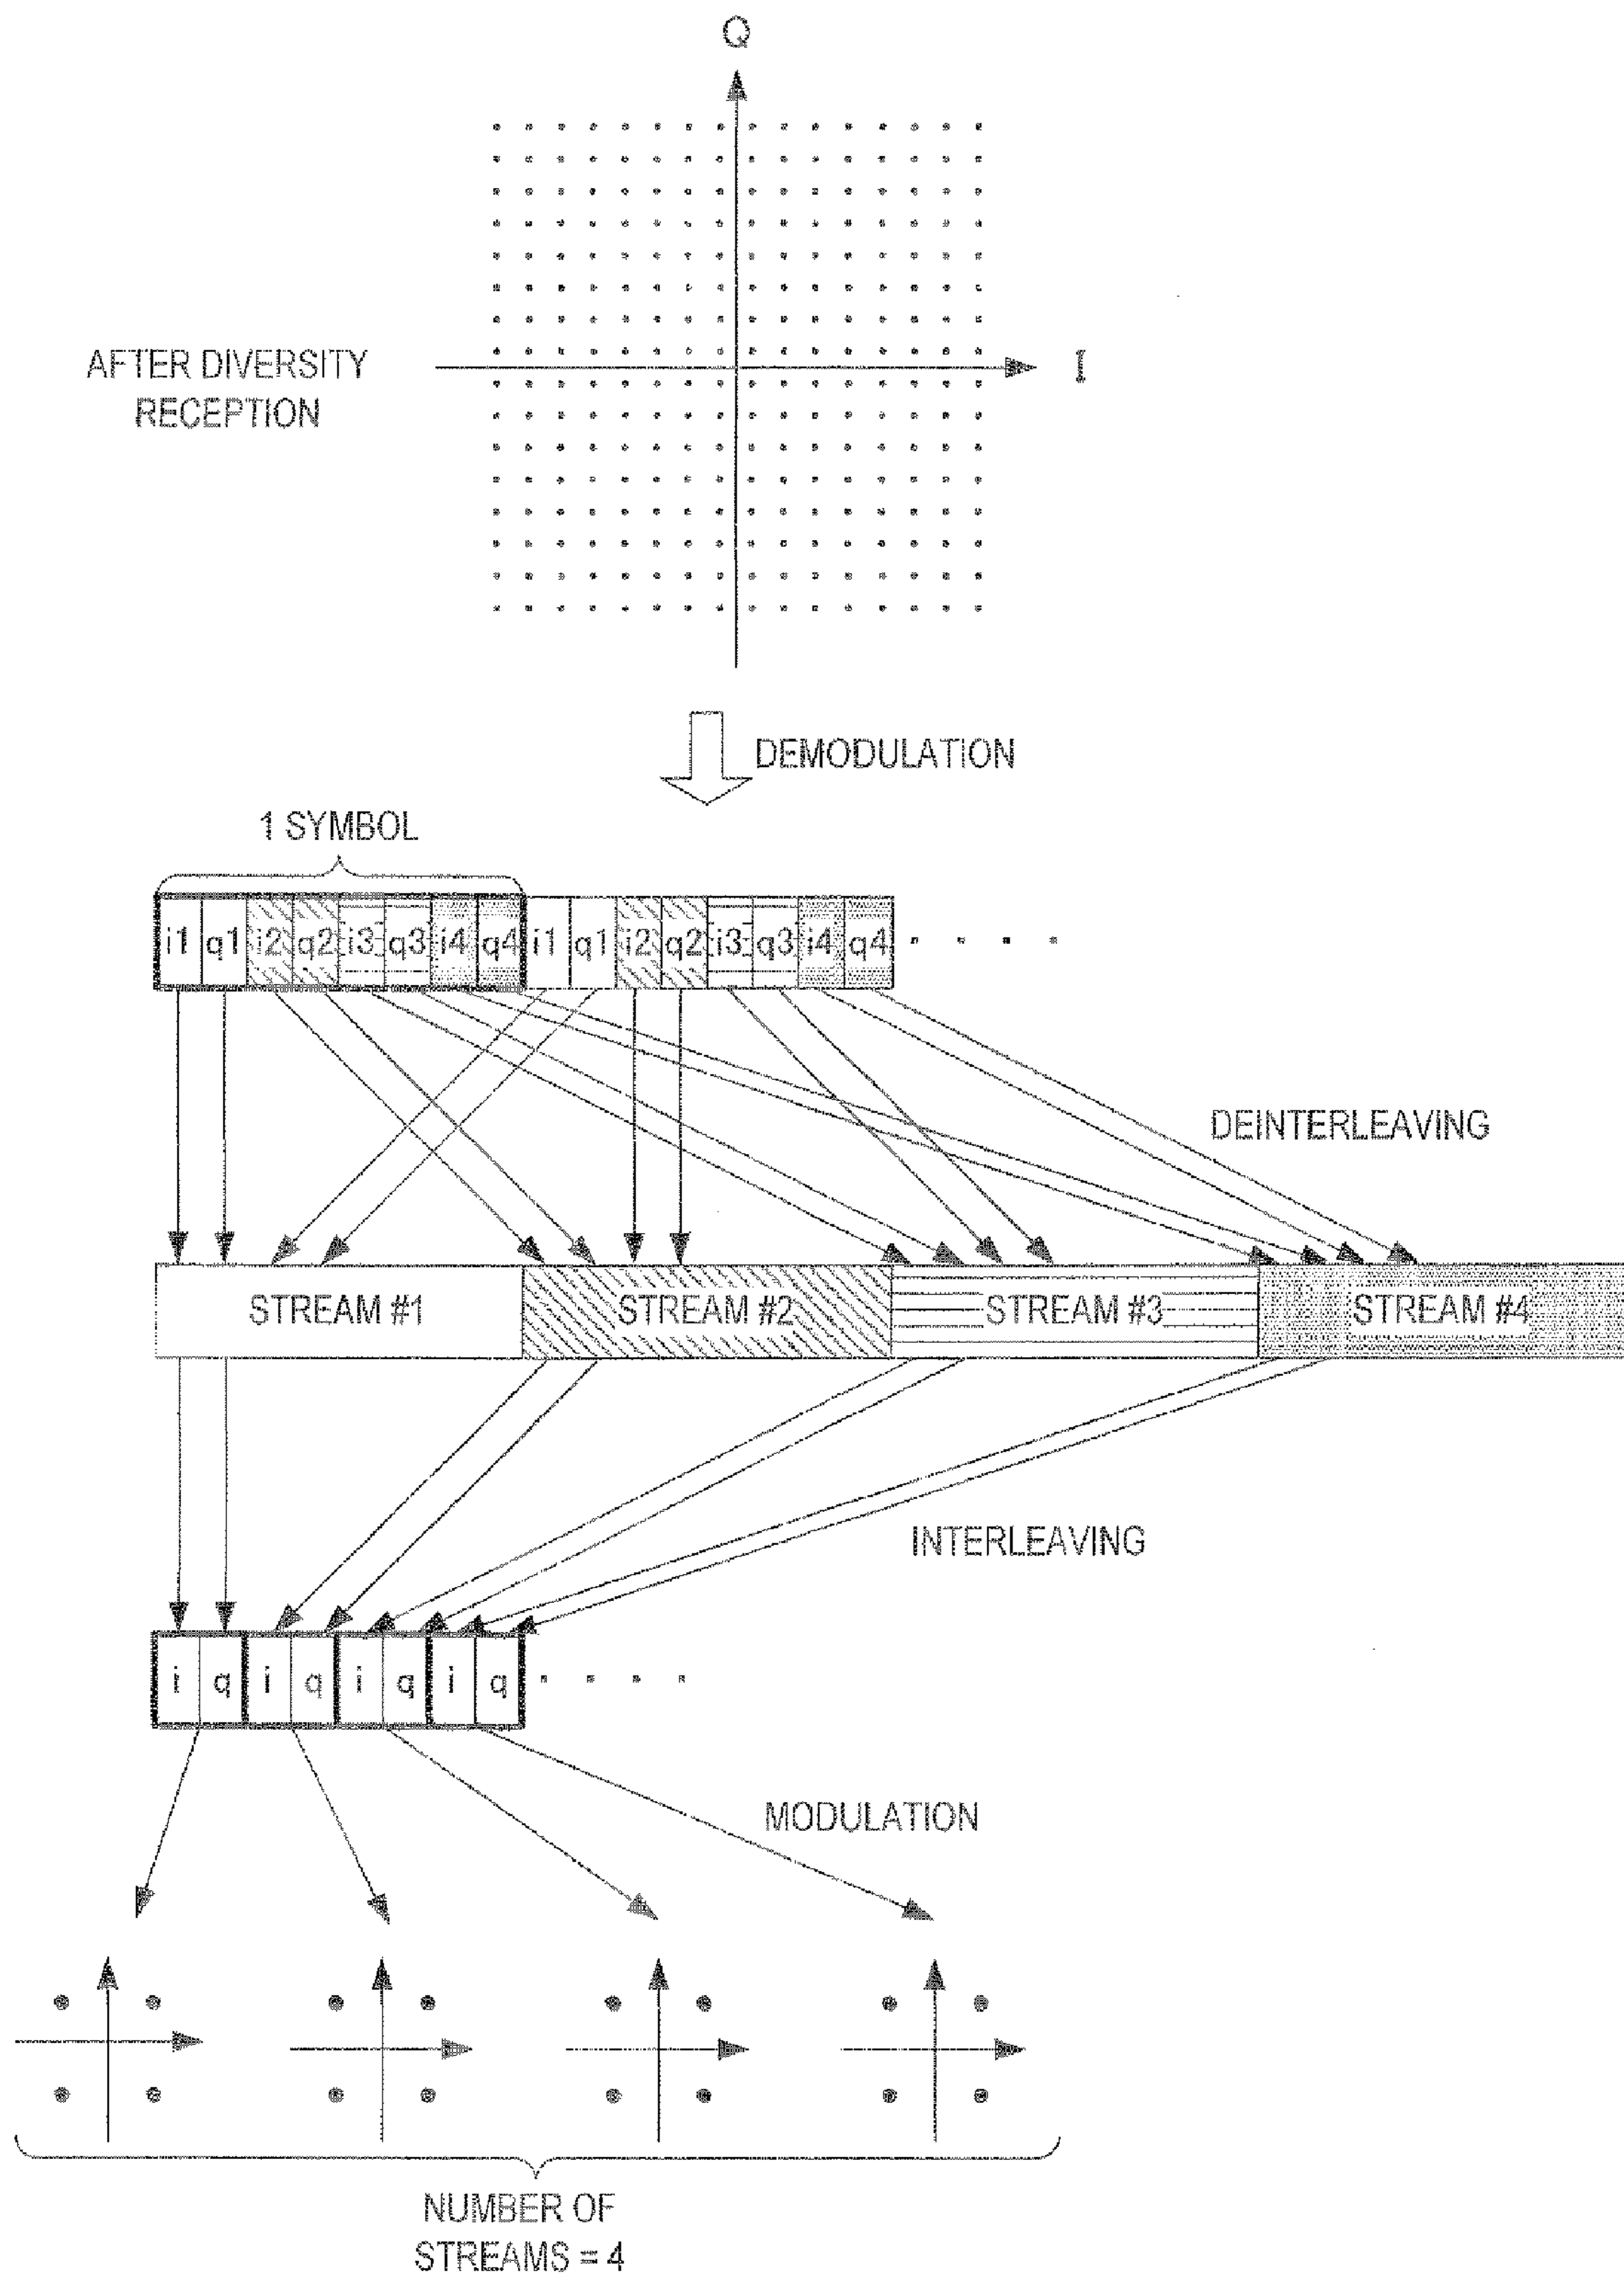 Q
AFTER DIVERSITY
RECEPTION
I
DEMODULATION
1 SYMBOL
i1 q1 i2 q2 i3 q3 i4 q4 i1 q1 i2 q2 i3 q3 i4 q4 . . . .
DEINTERLEAVING
STREAM #1 STREAM #2 STREAM #3 STREAM #4
INTERLEAVING
i q i q i q i q . . . .
MODULATION
NUMBER OF
STREAMS = 4